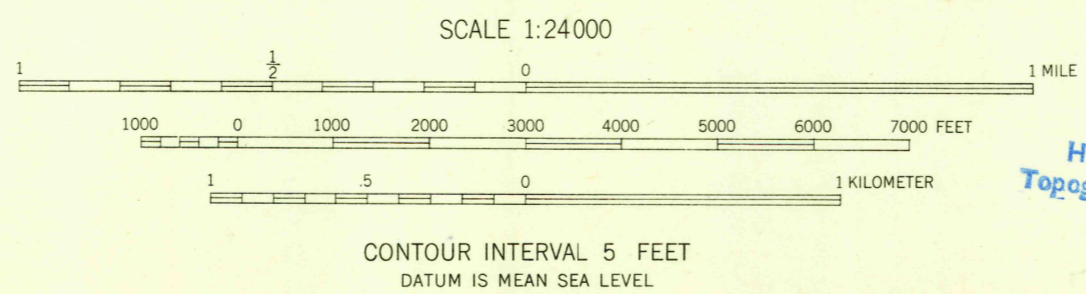 SCALE 1:24000
1 1/2 0 1 MILE
1000 0 1000 2000 3000 4000 5000 6000 7000 FEET
1 .5 0 1 KILOMETER
CONTOUR INTERVAL 5 FEET
DATUM IS MEAN SEA LEVEL